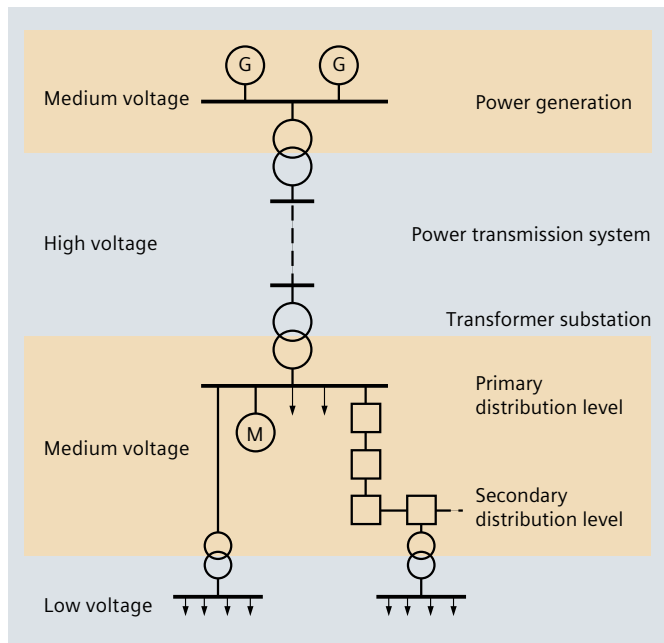 G
G
Medium voltage
Power generation
High voltage
Power transmission system
Transformer substation
Primary
distribution level
M
Medium voltage
Secondary
distribution level
Low voltage